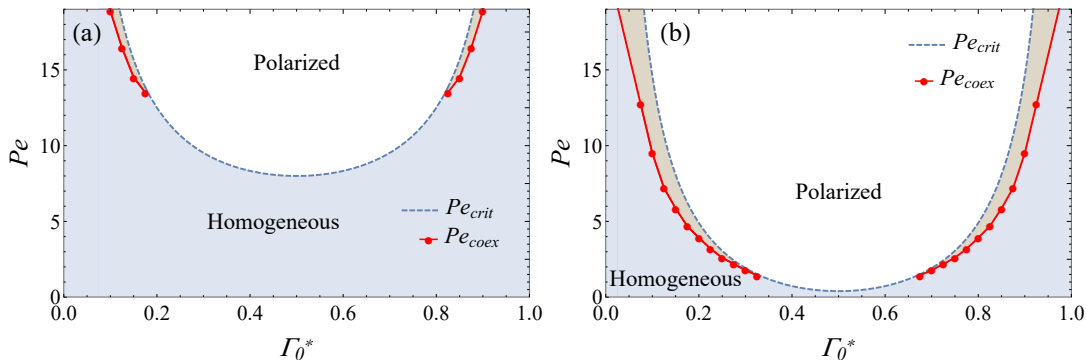 (a)
Polarized
Homogeneous
Pe_crit
Pe_coex
Pe
15
10
5
0
0.0 0.2 0.4 0.6 0.8 1.0
Γ_0^*
(b)
Pe_crit
Pe_coex
Polarized
Homogeneous
Pe
15
10
5
0
0.0 0.2 0.4 0.6 0.8 1.0
Γ_0^*